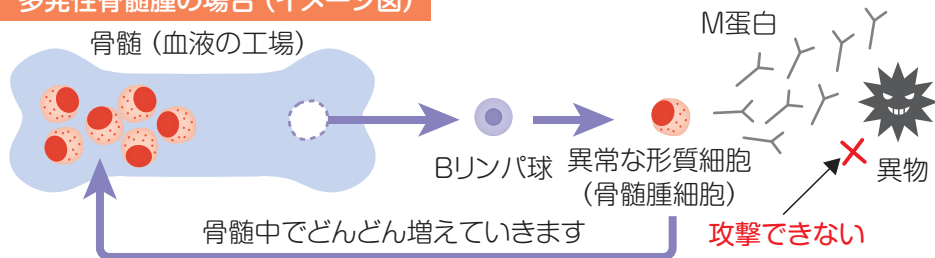 多発性骨髄腫の場合（イメージ図）
骨髄（血液の工場）
M蛋白
Bリンパ球
異常な形質細胞
（骨髄腫細胞）
異物
骨髄中でどんどん増えていきます
攻撃できない